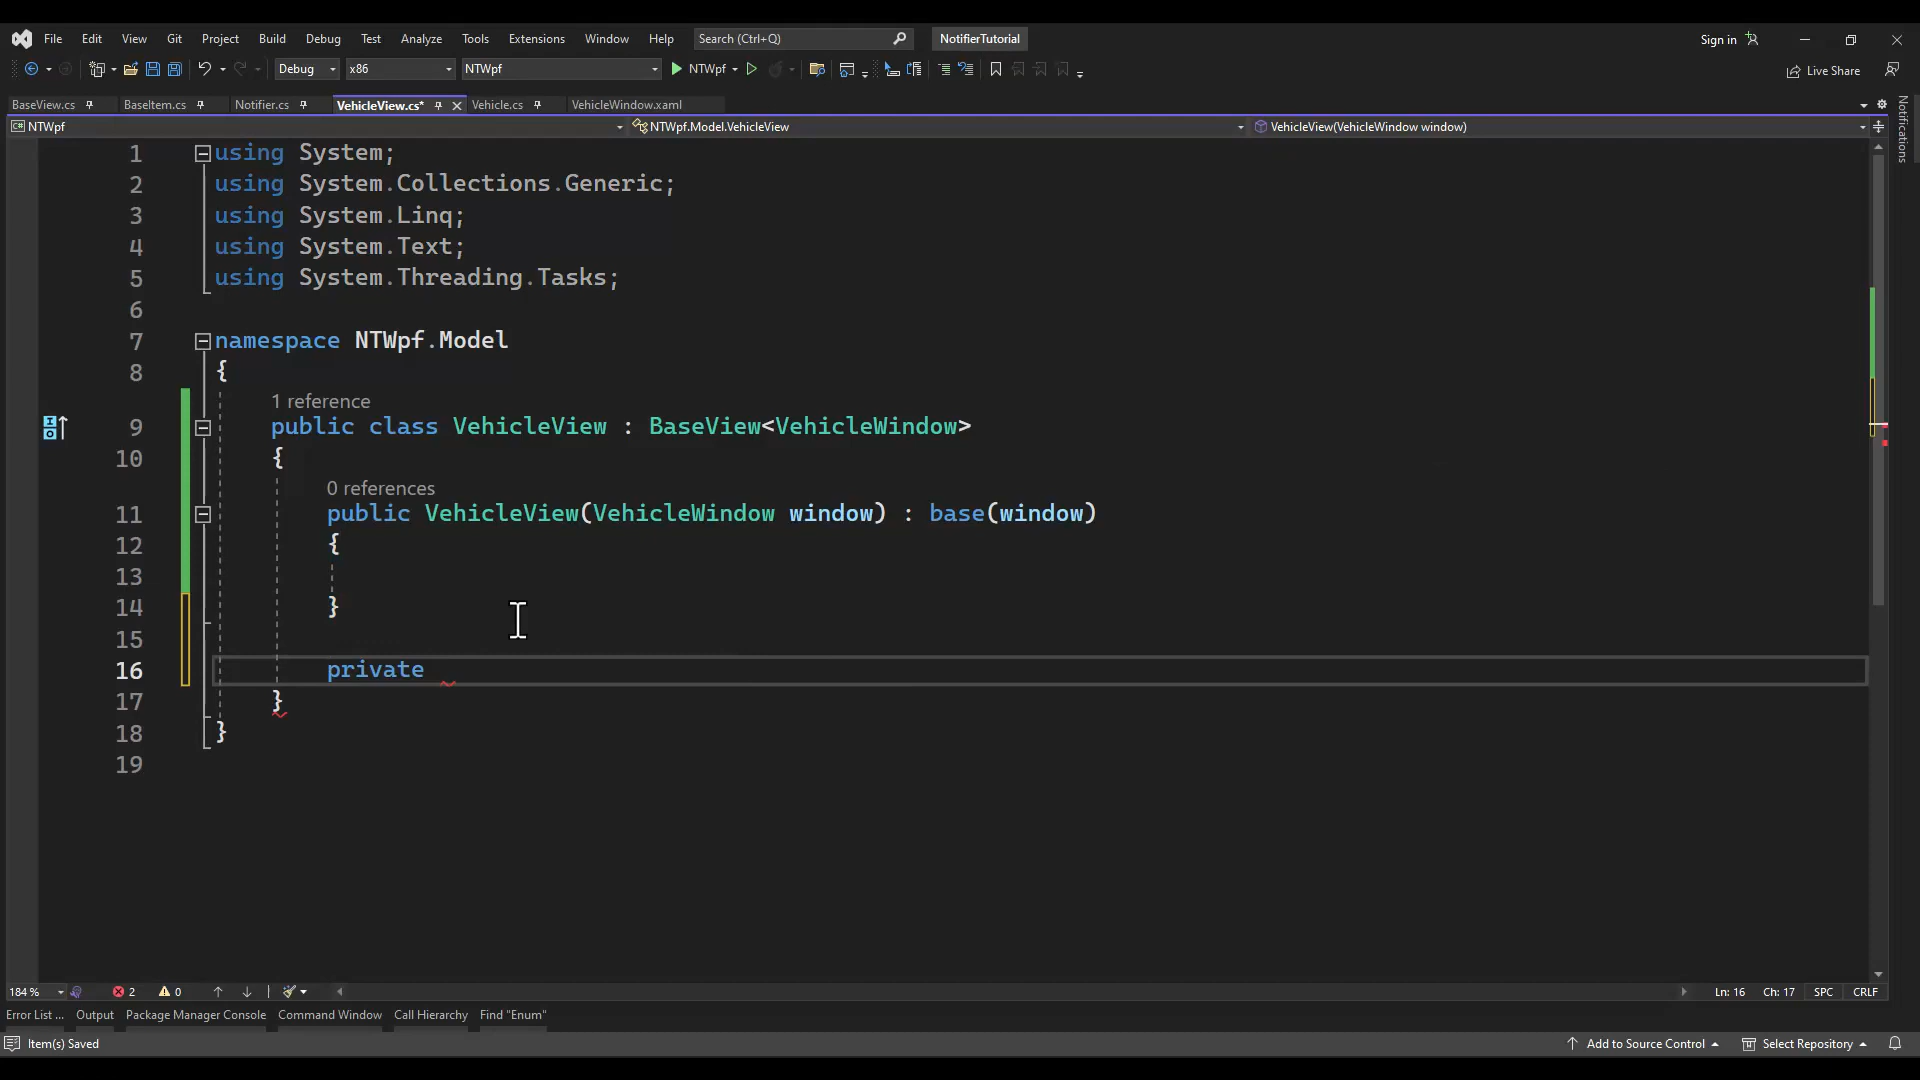 File Edit View Git Project Build Debug Test Analyze Tools Extensions Window Help Search (Ctrl+Q) NotifierTutorial Sign in
Debug x86 NTWpf NTWpf Live Share
BaseView.cs BaseItem.cs Notifier.cs VehicleView.cs* Vehicle.cs VehicleWindow.xaml
C# NTWpf NTWpf.Model.VehicleView VehicleView(VehicleWindow window)
Notifications
1 using System;
2 using System.Collections.Generic;
3 using System.Linq;
4 using System.Text;
5 using System.Threading.Tasks;
6
7 namespace NTWpf.Model
8 {
1 reference
9 public class VehicleView : BaseView<VehicleWindow>
10 {
0 references
11 public VehicleView(VehicleWindow window) : base(window)
12 {
13
14 }
15
16 private
17 }
18 }
19
184 % 2 0 Ln: 16 Ch: 17 SPC CRLF
Error List ... Output Package Manager Console Command Window Call Hierarchy Find "Enum"
Item(s) Saved Add to Source Control Select Repository